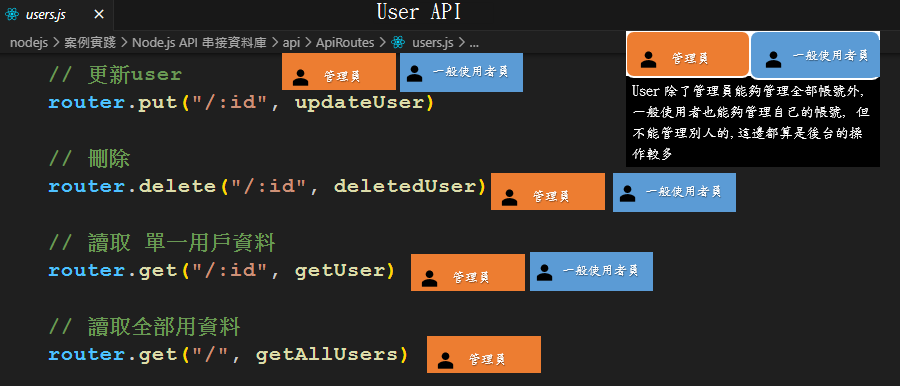 User API
users.js ×
nodejs > 案例實踐 > Node.js API 串接資料庫 > api > ApiRoutes > users.js > ...
管理員 一般使用者員
User 除了管理員能夠管理全部帳號外,
一般使用者也能夠管理自己的帳號, 但
不能管理別人的,這邊都算是後台的操
作較多
// 更新user 管理員 一般使用者員
router.put("/:id", updateUser)
// 刪除
router.delete("/:id", deletedUser) 管理員 一般使用者員
// 讀取 單一用戶資料
router.get("/:id", getUser) 管理員 一般使用者員
// 讀取全部用資料
router.get("/", getAllUsers) 管理員